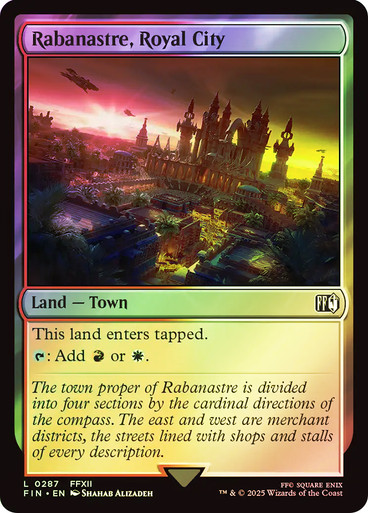 Rabanastre, Royal City
Land — Town
This land enters tapped.
: Add or .
The town proper of Rabanastre is divided
into four sections by the cardinal directions of
the compass. The east and west are merchant
districts, the streets lined with shops and stalls
of every description.
L 0287 FFXII
FIN • EN Shahab Alizadeh
FF© SQUARE ENIX
™ & © 2025 Wizards of the Coast